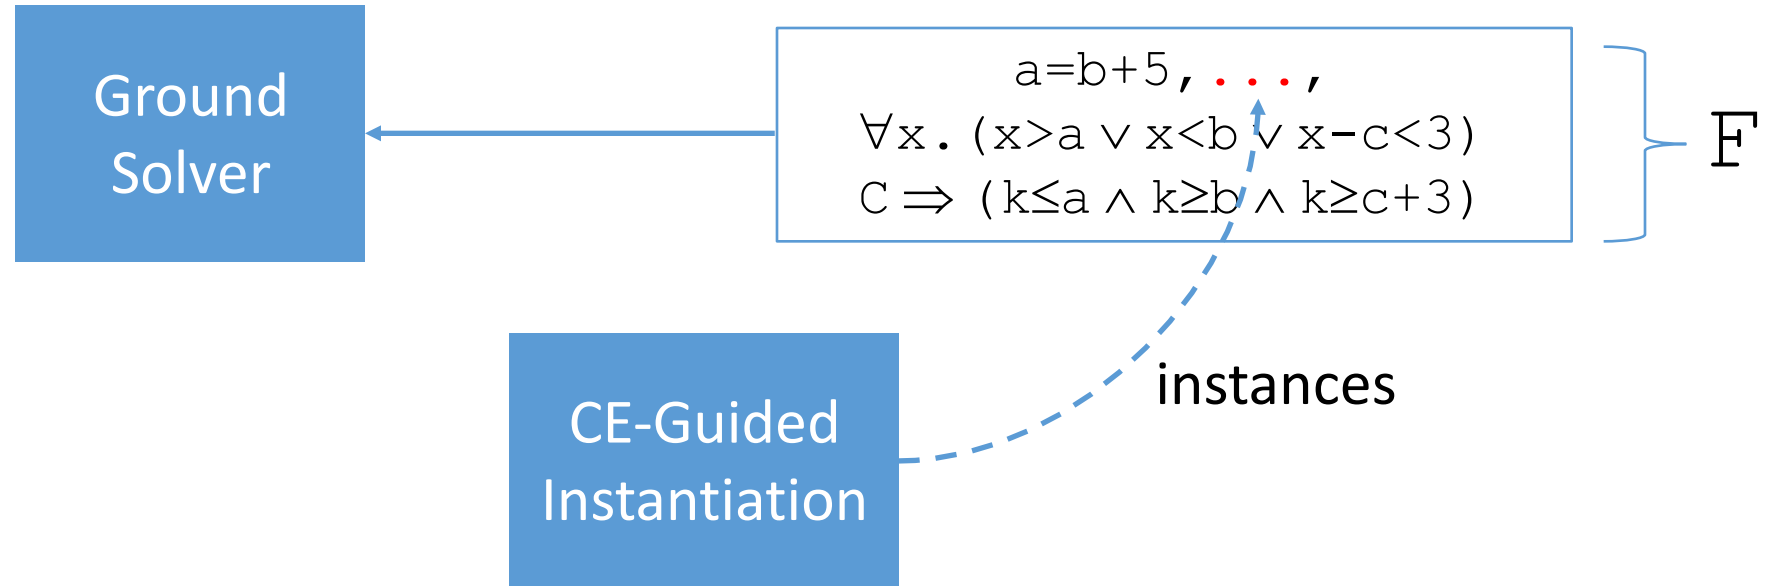 Ground
Solver
a=b+5, ...,
∀x.(x>a ∨ x<b ∨ x-c<3)
C ⇒ (k≤a ∧ k≥b ∧ k≥c+3)
F
CE-Guided
Instantiation
instances